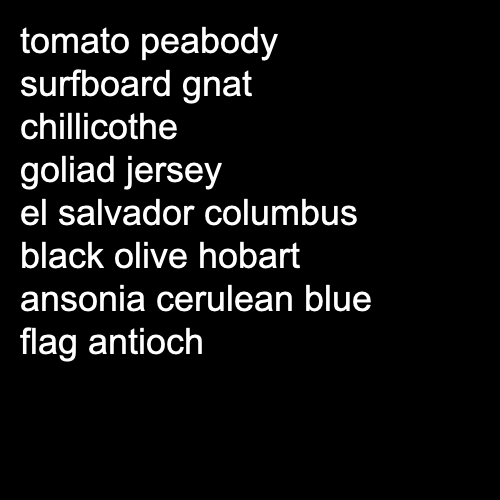 tomato peabody
surfboard gnat
chillicothe
goliad jersey
el salvador columbus
black olive hobart
ansonia cerulean blue
flag antioch